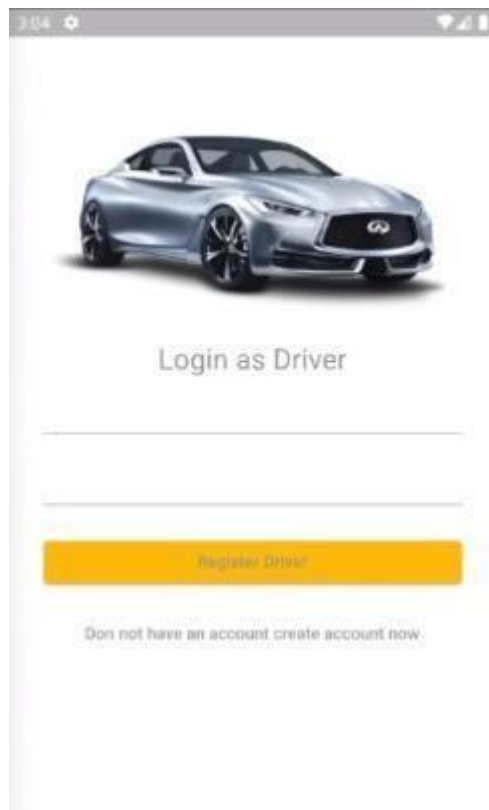 3:04
Login as Driver
Register Driver
Don not have an account create account now